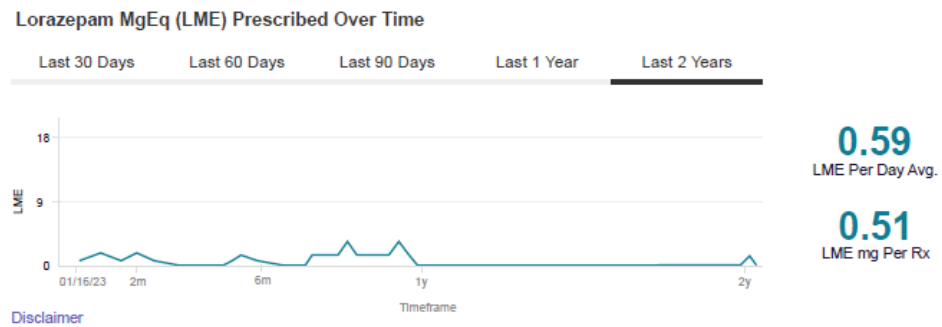 Lorazepam MgEq (LME) Prescribed Over Time
Last 30 Days Last 60 Days Last 90 Days Last 1 Year Last 2 Years
18
9
0
LME
01/16/23 2m 6m 1y 2y
Timeframe
0.59
LME Per Day Avg.
0.51
LME mg Per Rx
Disclaimer